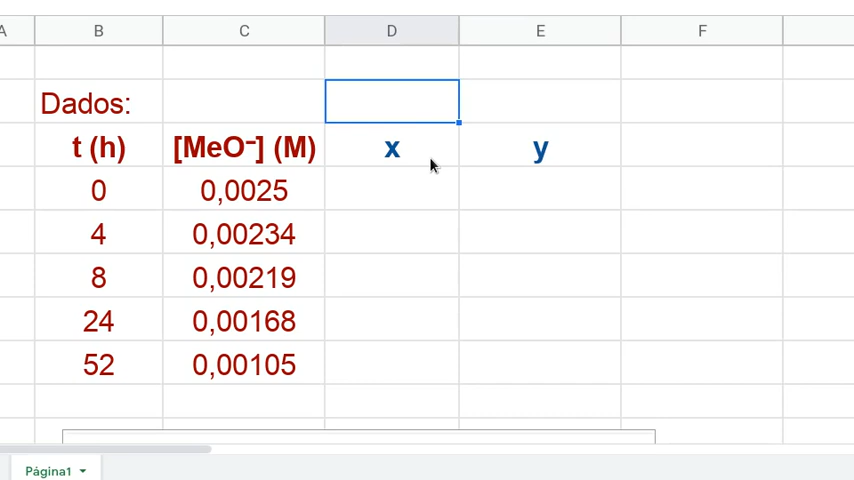 A B C D E F
Dados:
t (h) [MeO⁻] (M) x y
0 0,0025
4 0,00234
8 0,00219
24 0,00168
52 0,00105
Página1